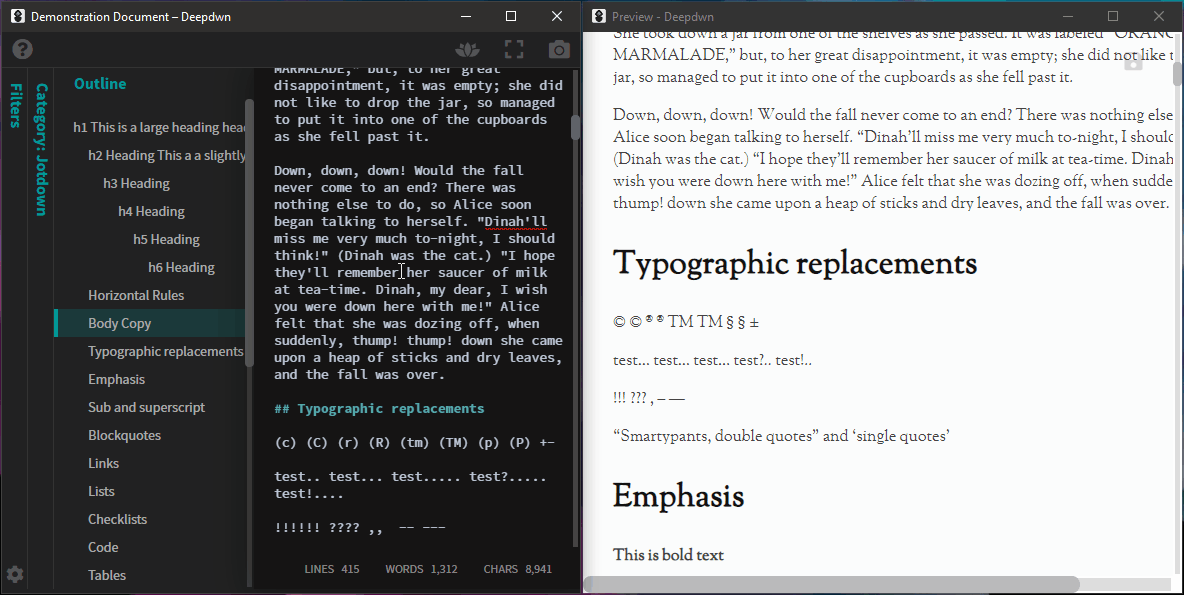 Demonstration Document – Deepdwn
Filters
Category: Jotdown
Outline
h1 This is a large heading hea
h2 Heading This a a slightly
h3 Heading
h4 Heading
h5 Heading
h6 Heading
Horizontal Rules
Body Copy
Typographic replacements
Emphasis
Sub and superscript
Blockquotes
Links
Lists
Checklists
Code
Tables
MARMALADE," but, to her great
disappointment, it was empty; she did
not like to drop the jar, so managed
to put it into one of the cupboards
as she fell past it.
Down, down, down! Would the fall
never come to an end? There was
nothing else to do, so Alice soon
began talking to herself. "Dinah'll
miss me very much to-night, I should
think!" (Dinah was the cat.) "I hope
they'll remember her saucer of milk
at tea-time. Dinah, my dear, I wish
you were down here with me!" Alice
felt that she was dozing off, when
suddenly, thump! thump! down she came
upon a heap of sticks and dry leaves,
and the fall was over.
## Typographic replacements
(c) (C) (r) (R) (tm) (TM) (p) (P) +-
test.. test... test..... test?.....
test!....
!!!!!! ???? ,,  -- ---
LINES 415 WORDS 1,312 CHARS 8,941
Preview - Deepdwn
She took down a jar from one of the shelves as she passed. It was labeled “ORANG
MARMALADE,” but, to her great disappointment, it was empty; she did not like t
jar, so managed to put it into one of the cupboards as she fell past it.
Down, down, down! Would the fall never come to an end? There was nothing else
Alice soon began talking to herself. “Dinah’ll miss me very much to-night, I should
(Dinah was the cat.) “I hope they’ll remember her saucer of milk at tea-time. Dinah
wish you were down here with me!” Alice felt that she was dozing off, when sudde
thump! down she came upon a heap of sticks and dry leaves, and the fall was over.
Typographic replacements
© © ® ® TM TM § § ±
test… test… test… test?.. test!..
!!! ??? , – —
“Smartypants, double quotes” and ‘single quotes’
Emphasis
This is bold text